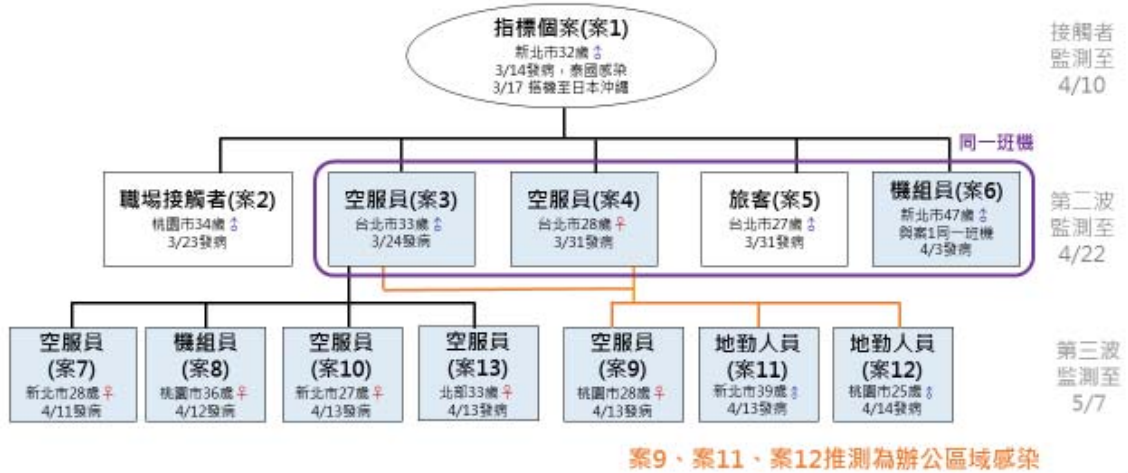 指標個案(案1)
新北市32歲♂
3/14發病，泰國感染
3/17 搭機至日本沖繩
接觸者
監測至
4/10
同一班機
職場接觸者(案2)
桃園市34歲♂
3/23發病
空服員(案3)
台北市33歲♂
3/24發病
空服員(案4)
台北市28歲♀
3/31發病
旅客(案5)
台北市27歲♂
3/31發病
機組員(案6)
新北市47歲♂
與案1同一班機
4/3發病
第二波
監測至
4/22
空服員
(案7)
新北市28歲♀
4/11發病
機組員
(案8)
桃園市36歲♀
4/12發病
空服員
(案10)
新北市27歲♀
4/13發病
空服員
(案13)
北部33歲♀
4/13發病
空服員
(案9)
桃園市28歲♀
4/13發病
地勤人員
(案11)
新北市39歲♂
4/13發病
地勤人員
(案12)
桃園市25歲♂
4/14發病
第三波
監測至
5/7
案9、案11、案12推測為辦公區域感染